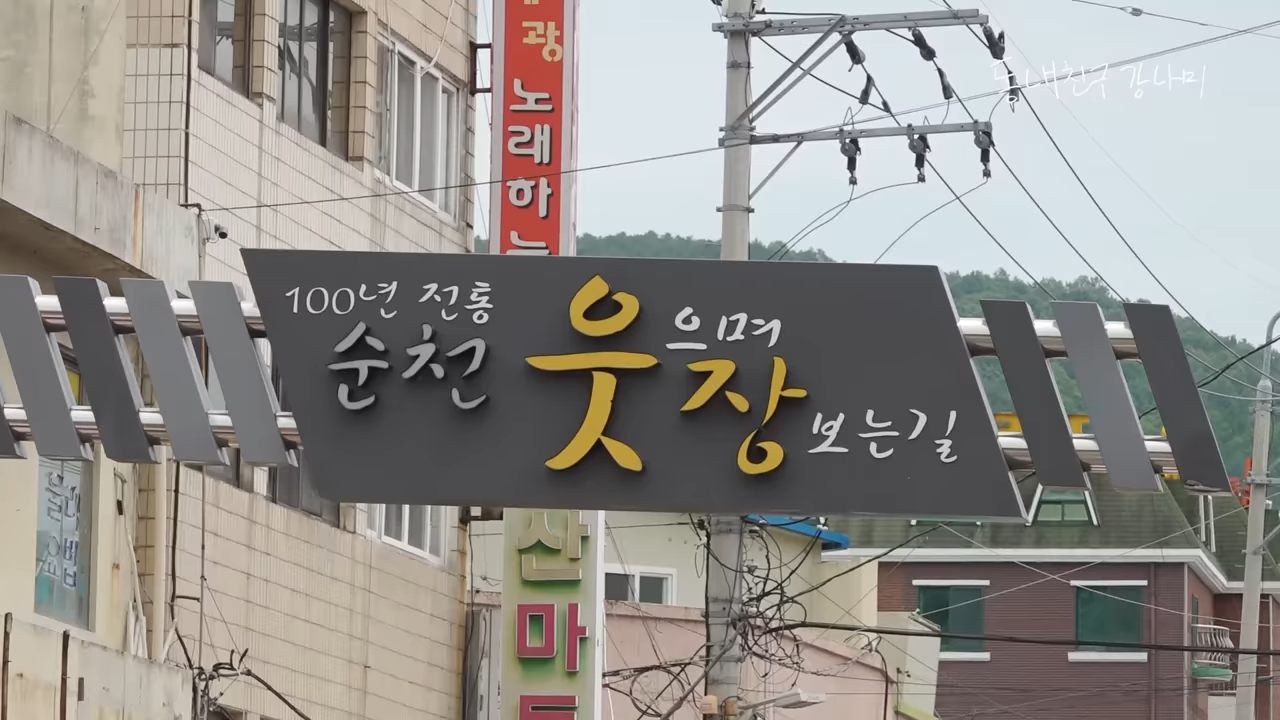 광 노래하
동네친구 강나미
100년 전통
순천 웃으며 장보는길
산마트